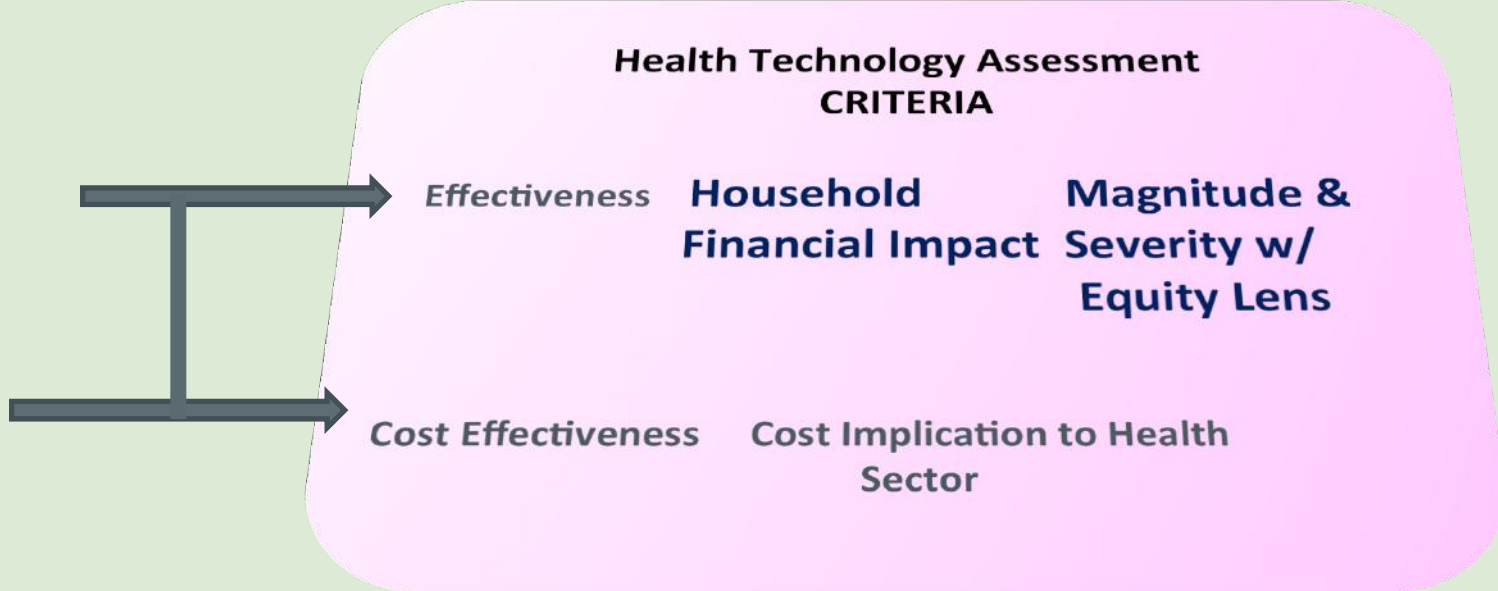 Health Technology Assessment
CRITERIA
Effectiveness
Household
Financial Impact
Magnitude &
Severity w/
Equity Lens
Cost Effectiveness
Cost Implication to Health
Sector